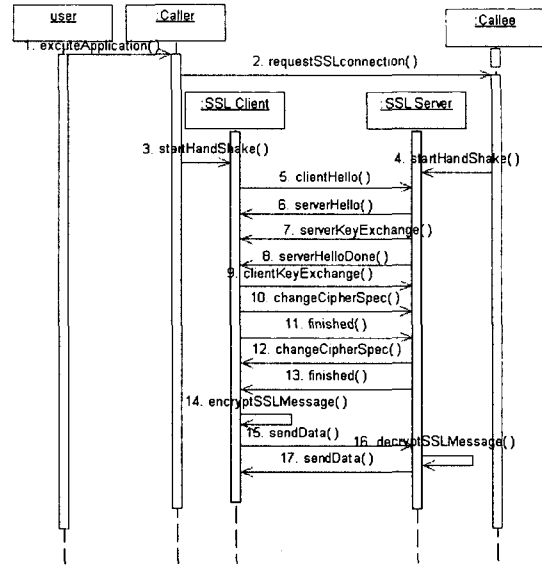 user
:Caller
:Callee
1. excuteApplication()
2. requestSSLconnection()
:SSL Client
:SSL Server
3. startHandShake()
4. startHandShake()
5. clientHello()
6. serverHello()
7. serverKeyExchange()
8. serverHelloDone()
9. clientKeyExchange()
10. changeCipherSpec()
11. finished()
12. changeCipherSpec()
13. finished()
14. encryptSSLMessage()
15. sendData()
16. decryptSSLMessage()
17. sendData()